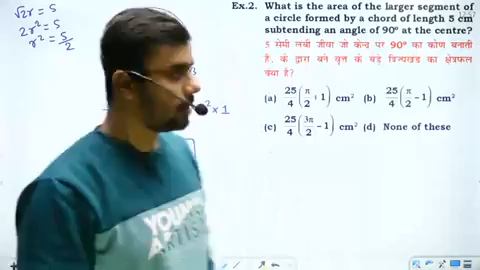 √2r = 5
2r² = 5
r² = 5/2
² × 1
Ex.2. What is the area of the larger segment of
a circle formed by a chord of length 5 cm
subtending an angle of 90° at the centre?
5 सेमी लंबी जीवा जो केन्द्र पर 90° का कोण बनाती
है, के द्वारा बने वृत्त के बड़े त्रिज्यखंड का क्षेत्रफल
क्या है?
(a) 25/4 (π/2 + 1) cm² (b) 25/4 (π/2 − 1) cm²
(c) 25/4 (3π/2 − 1) cm² (d) None of these